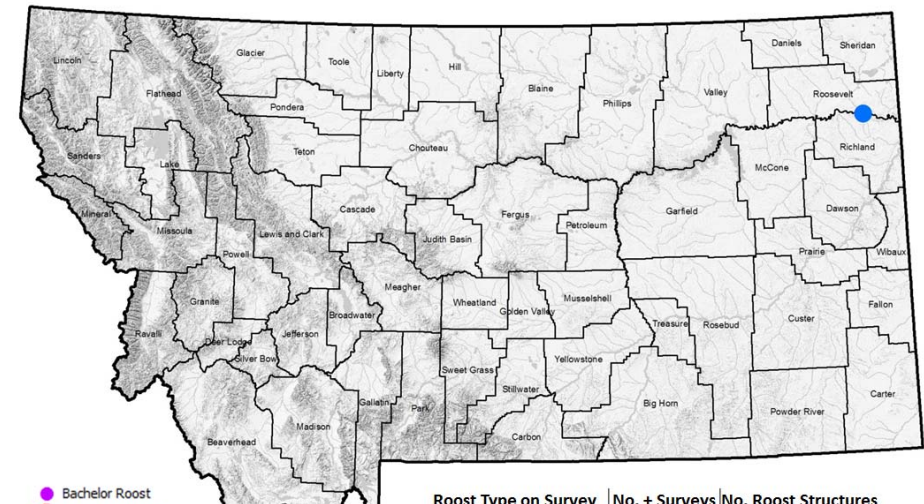 Lincoln
Flathead
Glacier
Toole
Liberty
Hill
Blaine
Phillips
Valley
Daniels
Sheridan
Roosevelt
Pondera
Teton
Chouteau
Richland
McCone
Sanders
Lake
Mineral
Missoula
Powell
Lewis and Clark
Cascade
Judith Basin
Fergus
Petroleum
Garfield
Dawson
Prairie
Wibaux
Ravalli
Granite
Deer Lodge
Silver Bow
Jefferson
Broadwater
Meagher
Wheatland
Golden Valley
Musselshell
Treasure
Rosebud
Custer
Fallon
Beaverhead
Madison
Gallatin
Park
Sweet Grass
Stillwater
Yellowstone
Carbon
Big Horn
Powder River
Carter
Bachelor Roost
Roost Type on Survey No. + Surveys No. Roost Structures